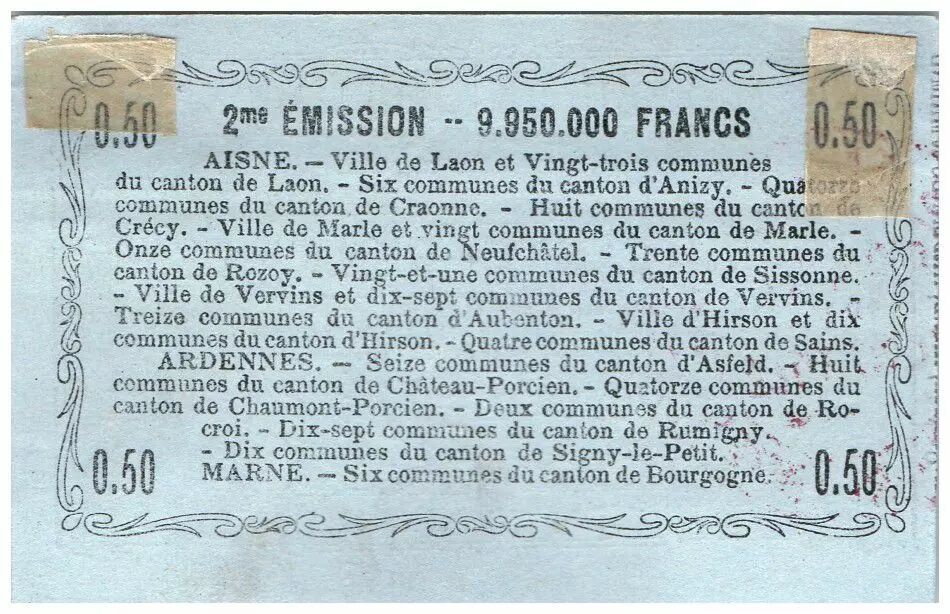 0.50 2me ÉMISSION -- 9.950.000 FRANCS 0.50
AISNE. — Ville de Laon et Vingt-trois communes
du canton de Laon. - Six communes du canton d'Anizy. - Quatorze
communes du canton de Craonne. - Huit communes du canton de
Crécy. - Ville de Marle et vingt communes du canton de Marle. -
Onze communes du canton de Neufchâtel. - Trente communes du
canton de Rozoy. - Vingt-et-une communes du canton de Sissonne.
- Ville de Vervins et dix-sept communes du canton de Vervins. -
Treize communes du canton d'Aubenton. - Ville d'Hirson et dix
communes du canton d'Hirson. - Quatre communes du canton de Sains.
ARDENNES. — Seize communes du canton d'Asfeld. - Huit
communes du canton de Château-Porcien. - Quatorze communes du
canton de Chaumont-Porcien. - Deux communes du canton de Ro-
croi. - Dix-sept communes du canton de Rumigny.
- Dix communes du canton de Signy-le-Petit.
0.50 MARNE. — Six communes du canton de Bourgogne. 0.50